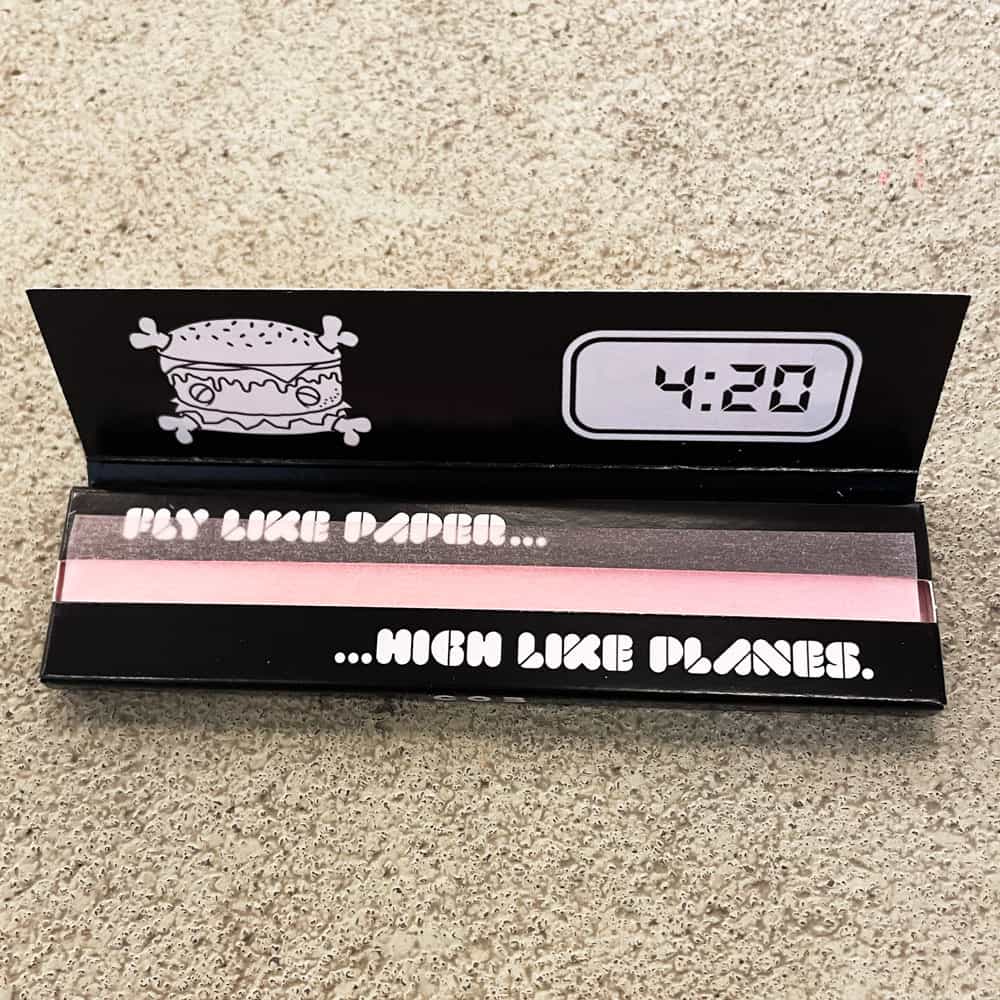 4:20
FLY LIKE PAPER...
...HIGH LIKE PLANES.